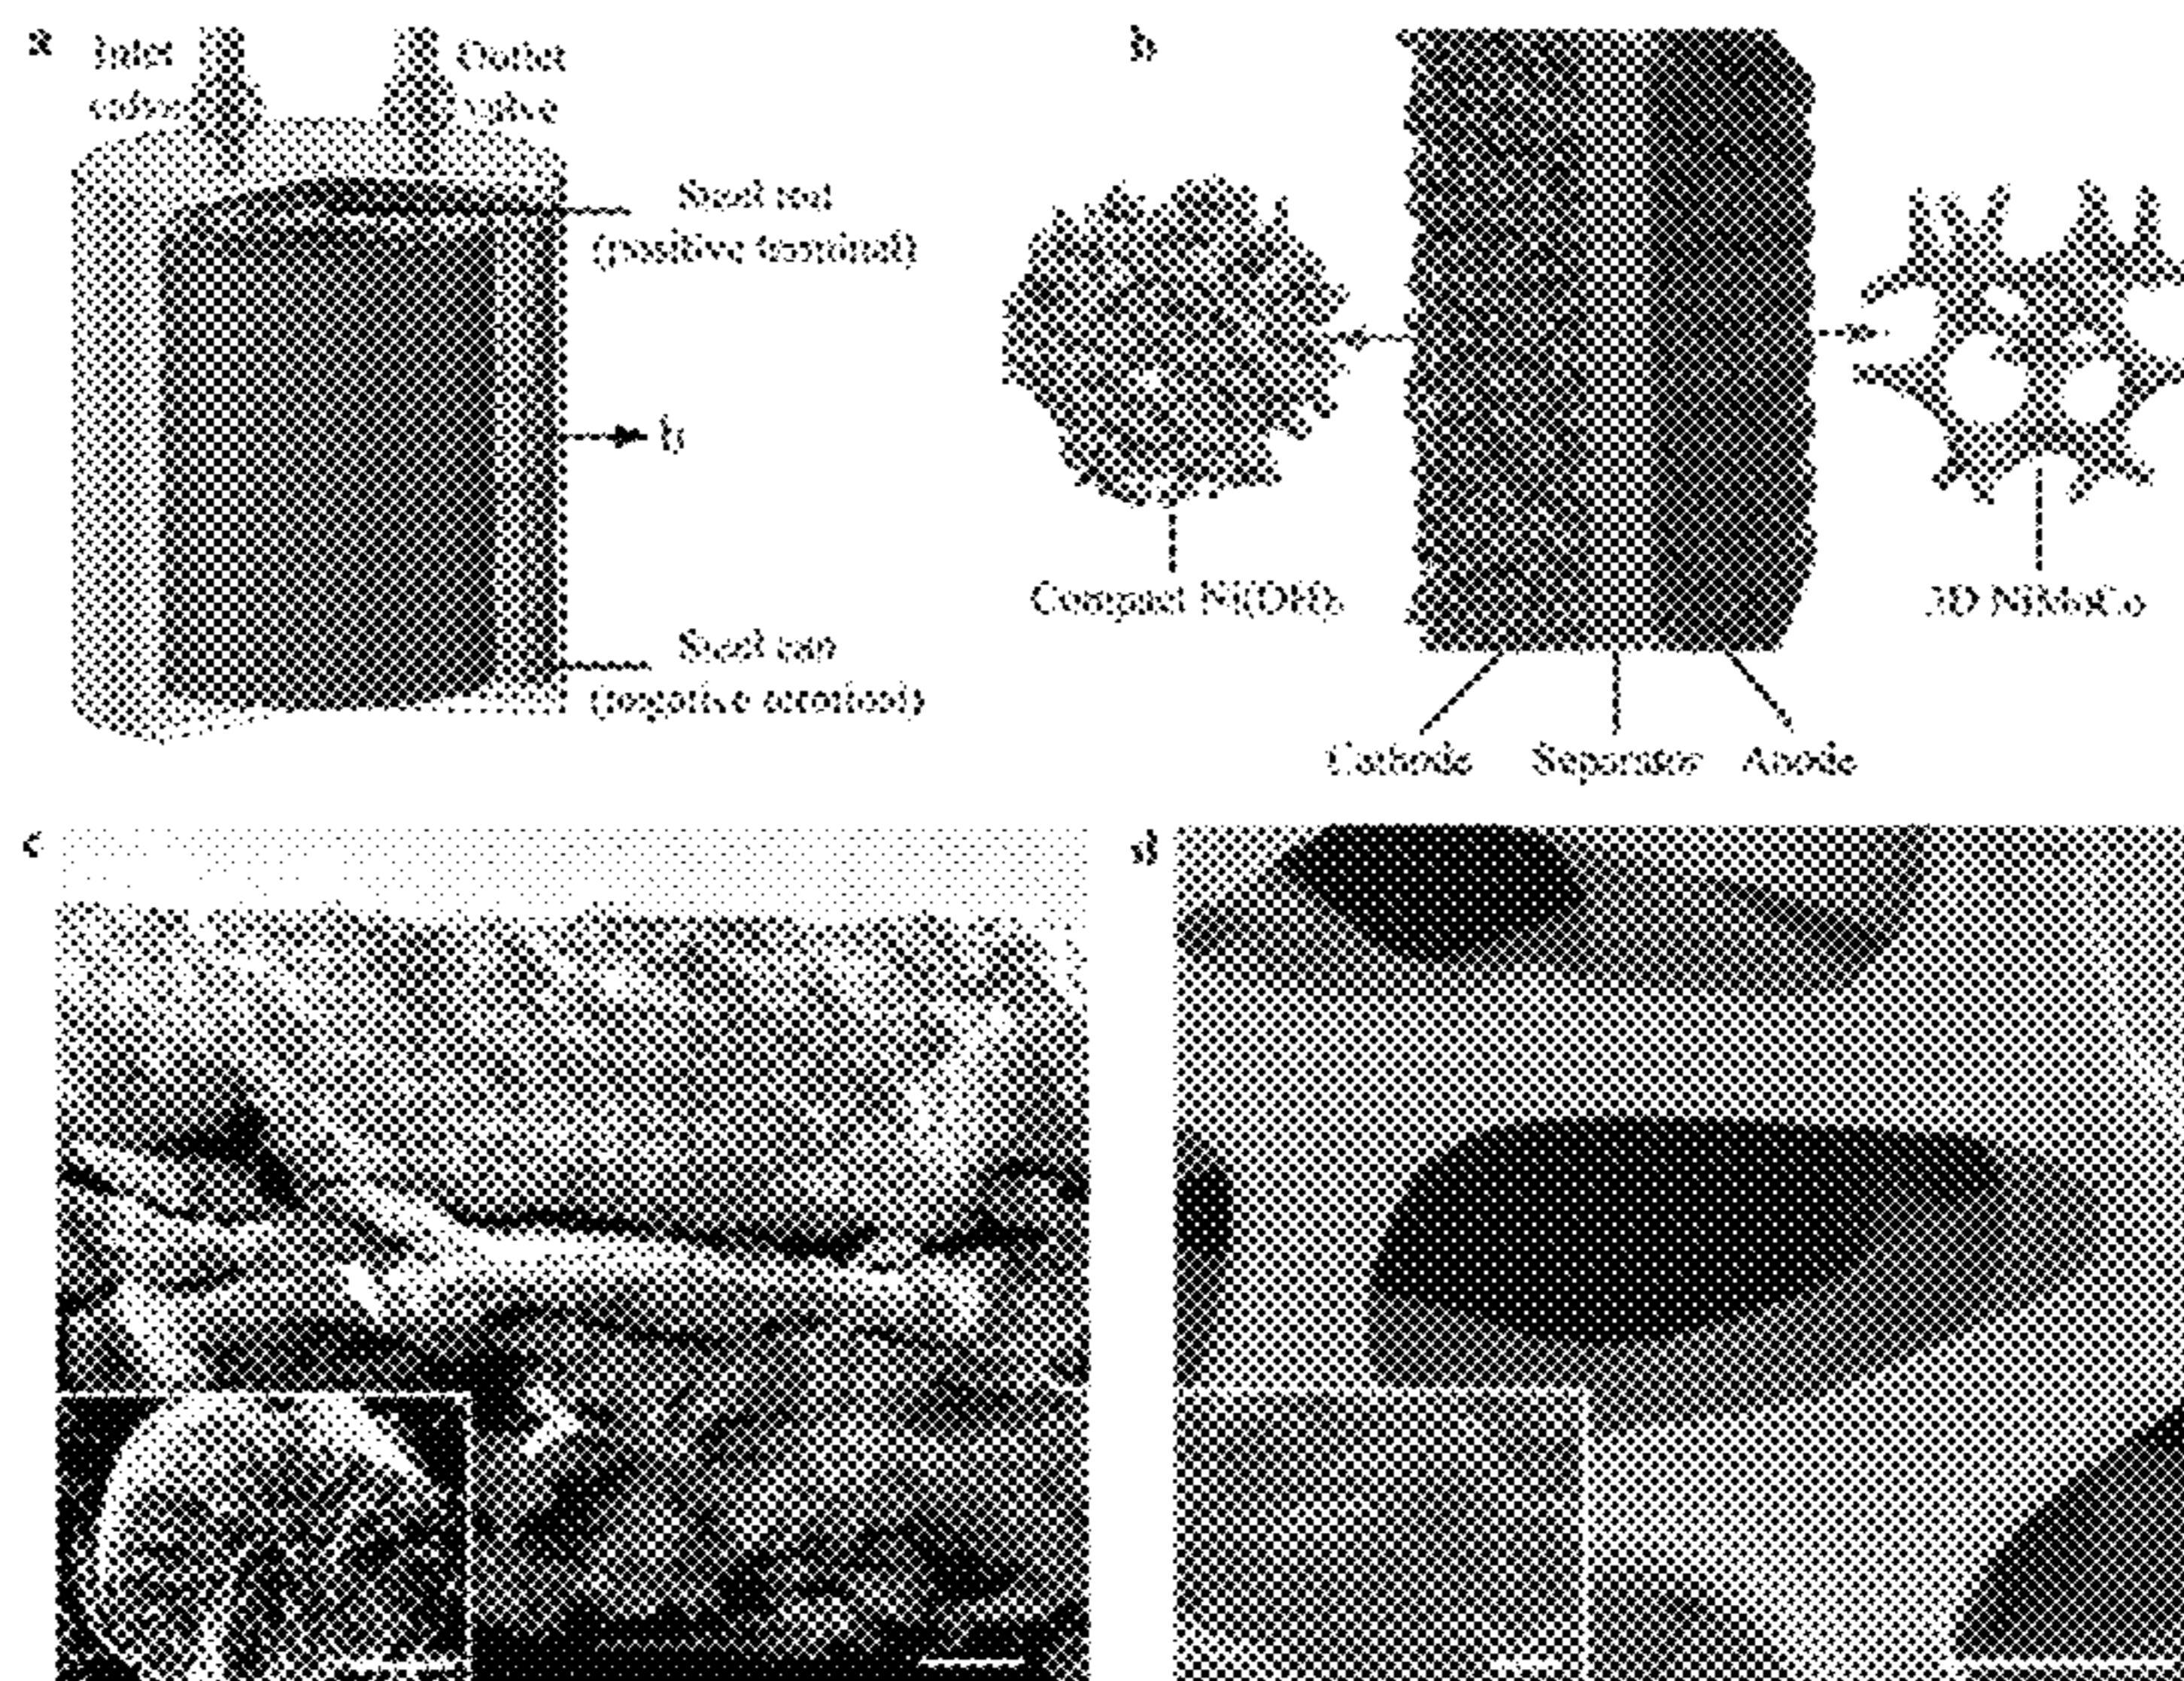 a
Inlet
valve
Outlet
valve
Steel rod
(positive terminal)
b
Steel can
(negative terminal)
b
Compact Ni(OH)₂
3D NiMoCo
Cathode
Separator
Anode
c
d